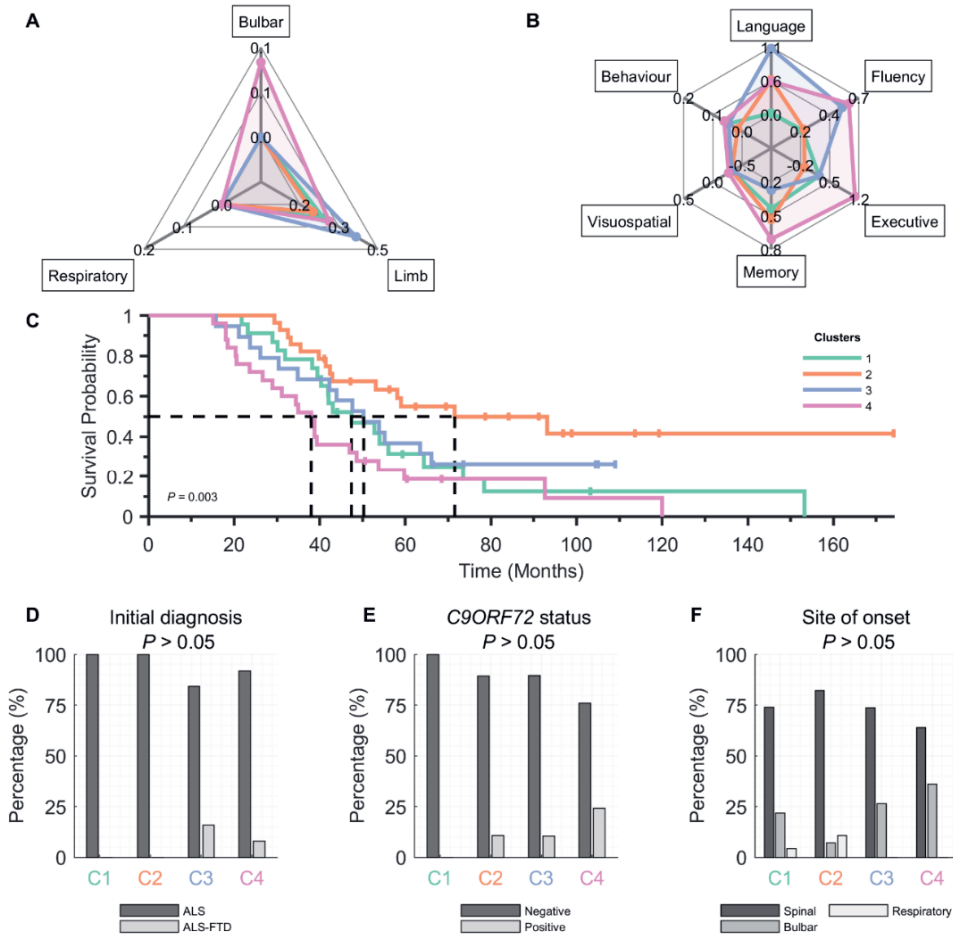 A
Bulbar
0.1
0.1
0.0
0.0
0.2
0.1
0.3
0.2
0.5
Respiratory
Limb
B
Language
1.1
Behaviour
Fluency
0.2
0.6
0.7
0.1
0.4
0.0
0.0
0.2
-0.5
-0.2
0.0
0.2
0.5
0.5
0.5
1.2
Visuospatial
Executive
0.8
Memory
C
Survival Probability
1
0.8
0.6
0.4
0.2
0
P = 0.003
Clusters
1
2
3
4
0 20 40 60 80 100 120 140 160
Time (Months)
D
Initial diagnosis
P > 0.05
Percentage (%)
100
75
50
25
0
C1 C2 C3 C4
ALS
ALS-FTD
E
C9ORF72 status
P > 0.05
Percentage (%)
100
75
50
25
0
C1 C2 C3 C4
Negative
Positive
F
Site of onset
P > 0.05
Percentage (%)
100
75
50
25
0
C1 C2 C3 C4
Spinal Respiratory
Bulbar